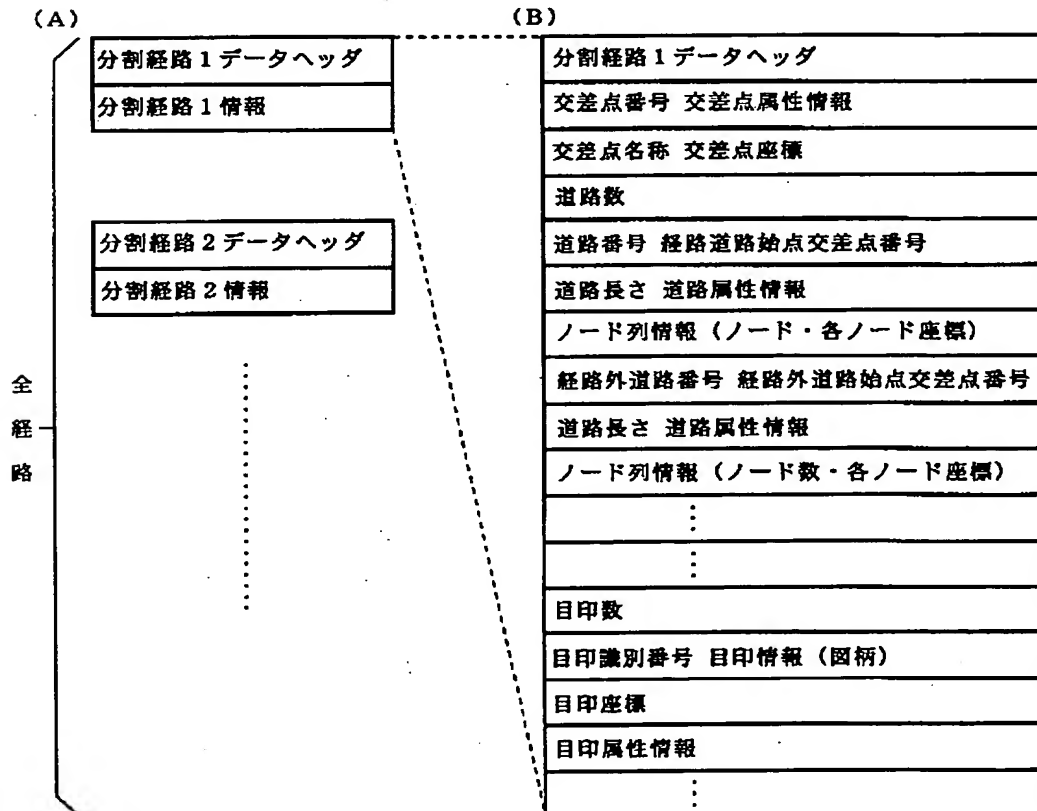 (A)
分割経路1データヘッダ
分割経路1情報
分割経路2データヘッダ
分割経路2情報
全経路
(B)
分割経路1データヘッダ
交差点番号 交差点属性情報
交差点名称 交差点座標
道路数
道路番号 経路道路始点交差点番号
道路長さ 道路属性情報
ノード列情報（ノード・各ノード座標）
経路外道路番号 経路外道路始点交差点番号
道路長さ 道路属性情報
ノード列情報（ノード数・各ノード座標）
目印数
目印識別番号 目印情報（図柄）
目印座標
目印属性情報